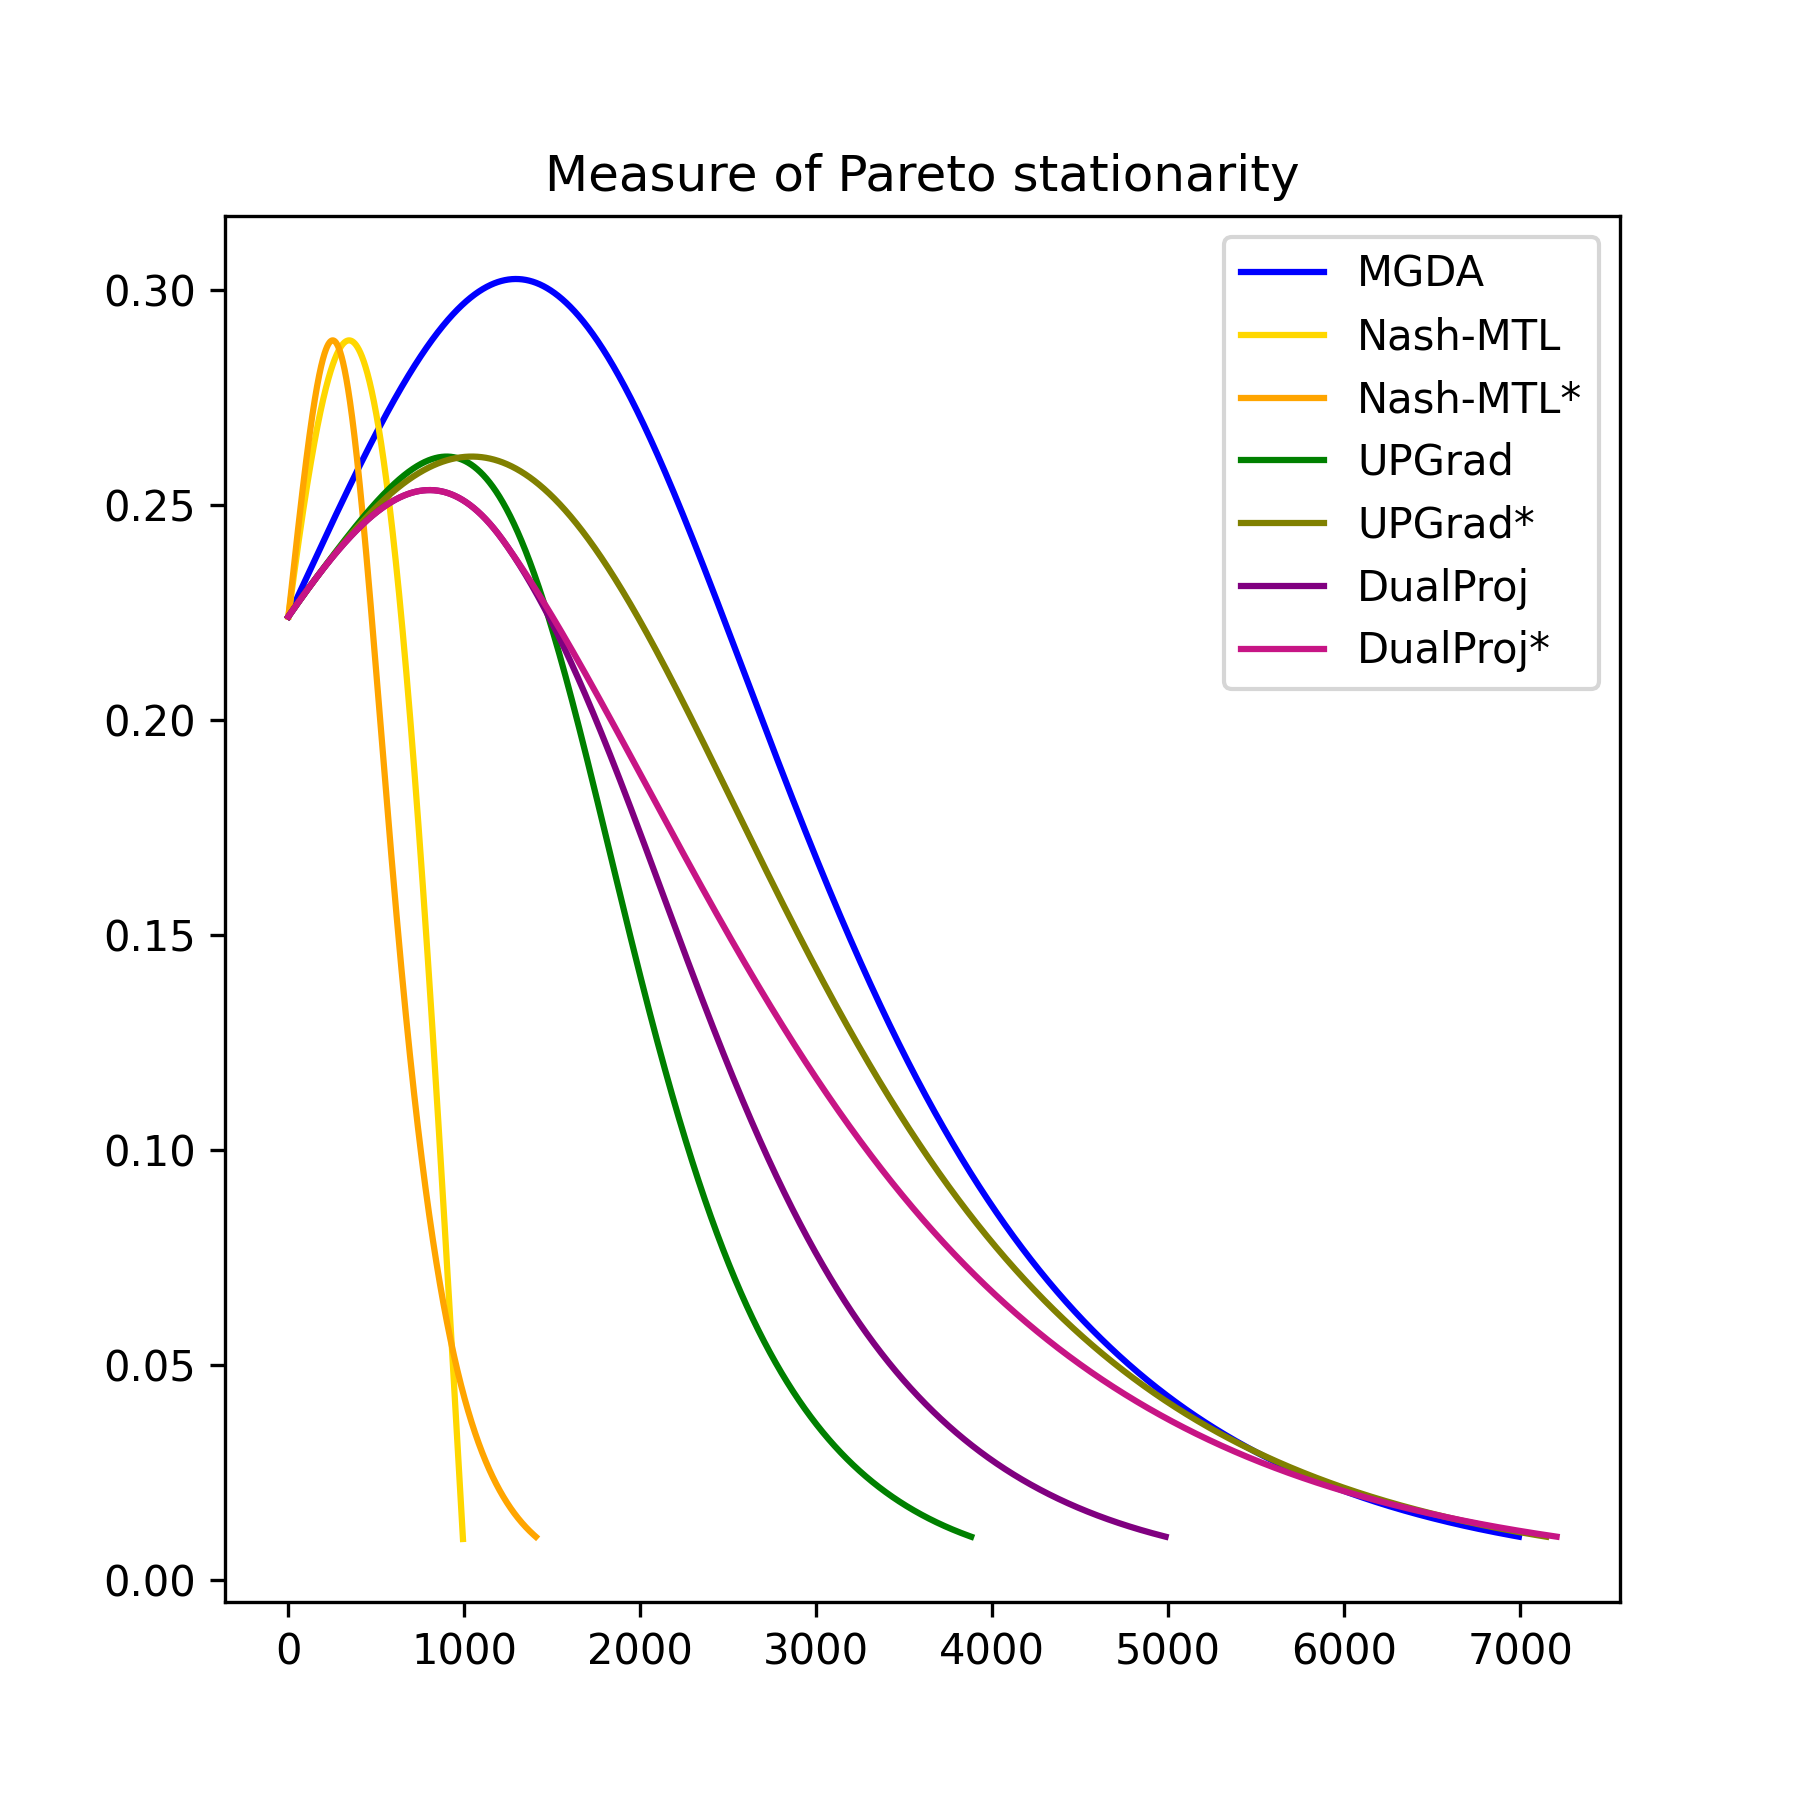 Measure of Pareto stationarity
0.30
0.25
0.20
0.15
0.10
0.05
0.00
MGDA
Nash-MTL
Nash-MTL*
UPGrad
UPGrad*
DualProj
DualProj*
0 1000 2000 3000 4000 5000 6000 7000